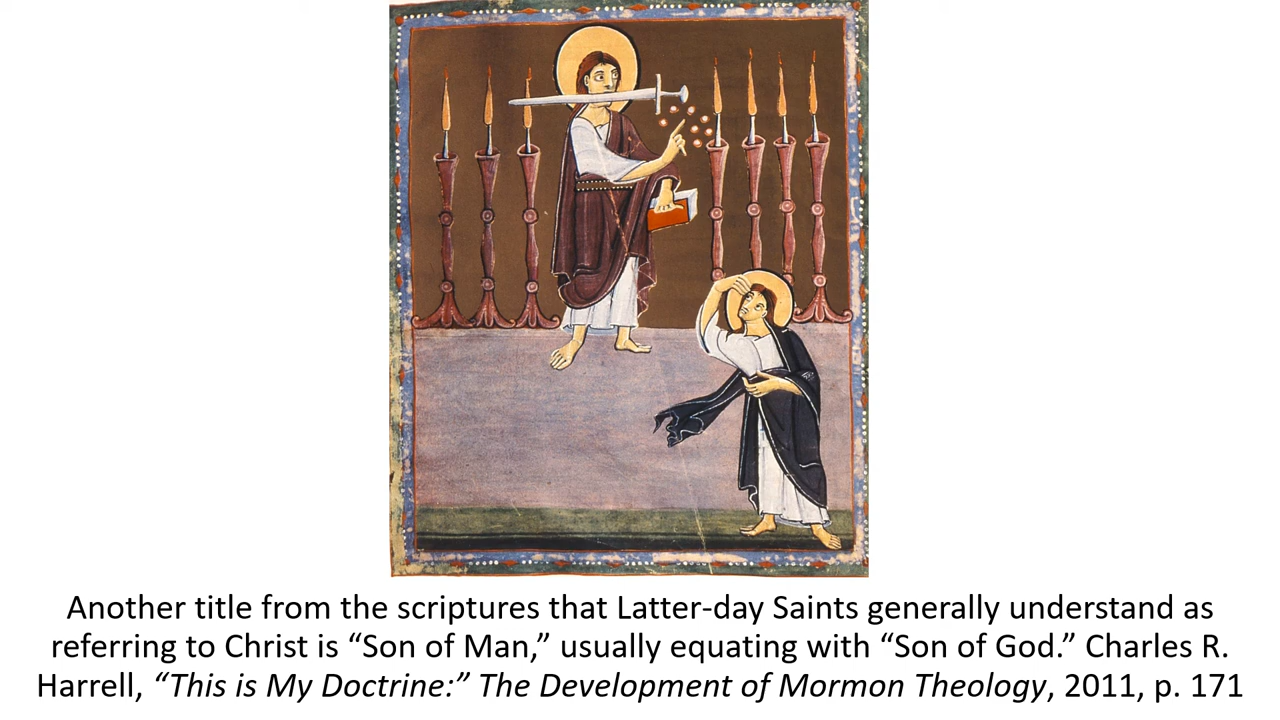 Another title from the scriptures that Latter-day Saints generally understand as
referring to Christ is “Son of Man,” usually equating with “Son of God.” Charles R.
Harrell, “This is My Doctrine:” The Development of Mormon Theology, 2011, p. 171